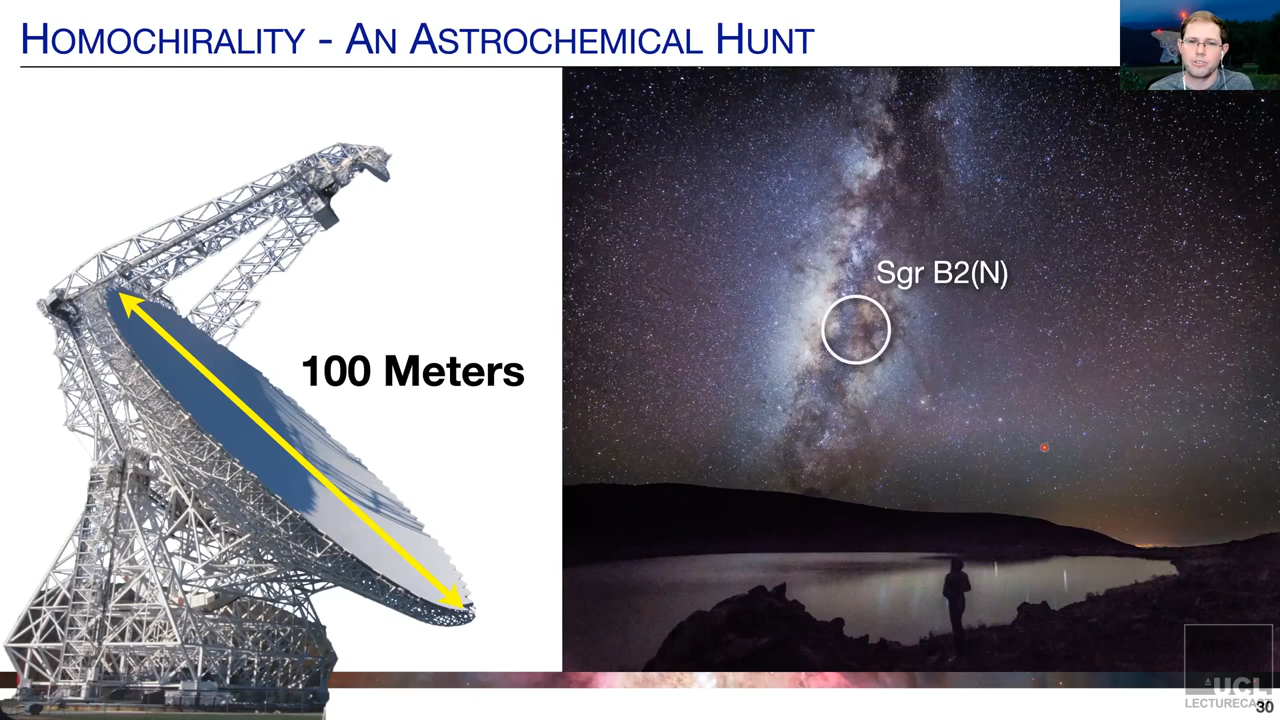 HOMOCHIRALITY - AN ASTROCHEMICAL HUNT
Sgr B2(N)
100 Meters
UCL
LECTURECAST
30